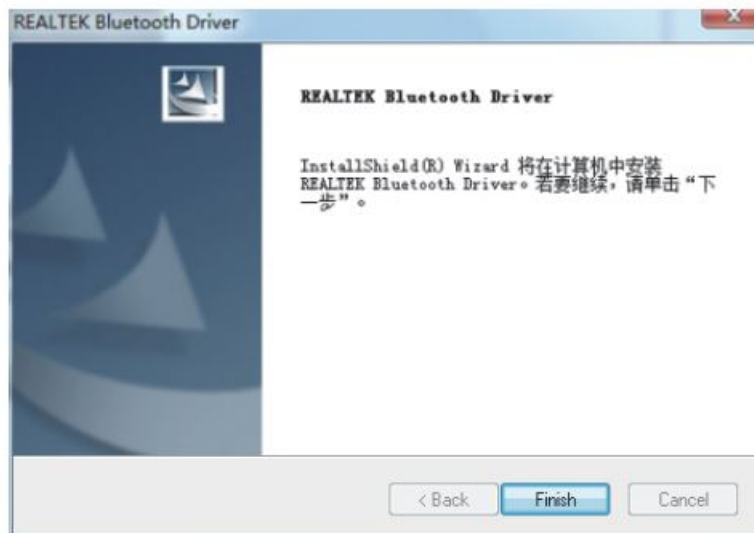 REALTEK Bluetooth Driver
REALTEK Bluetooth Driver
InstallShield(R) Wizard 将在计算机中安装
REALTEK Bluetooth Driver。若要继续，请单击“下
一步”。
< Back
Finish
Cancel